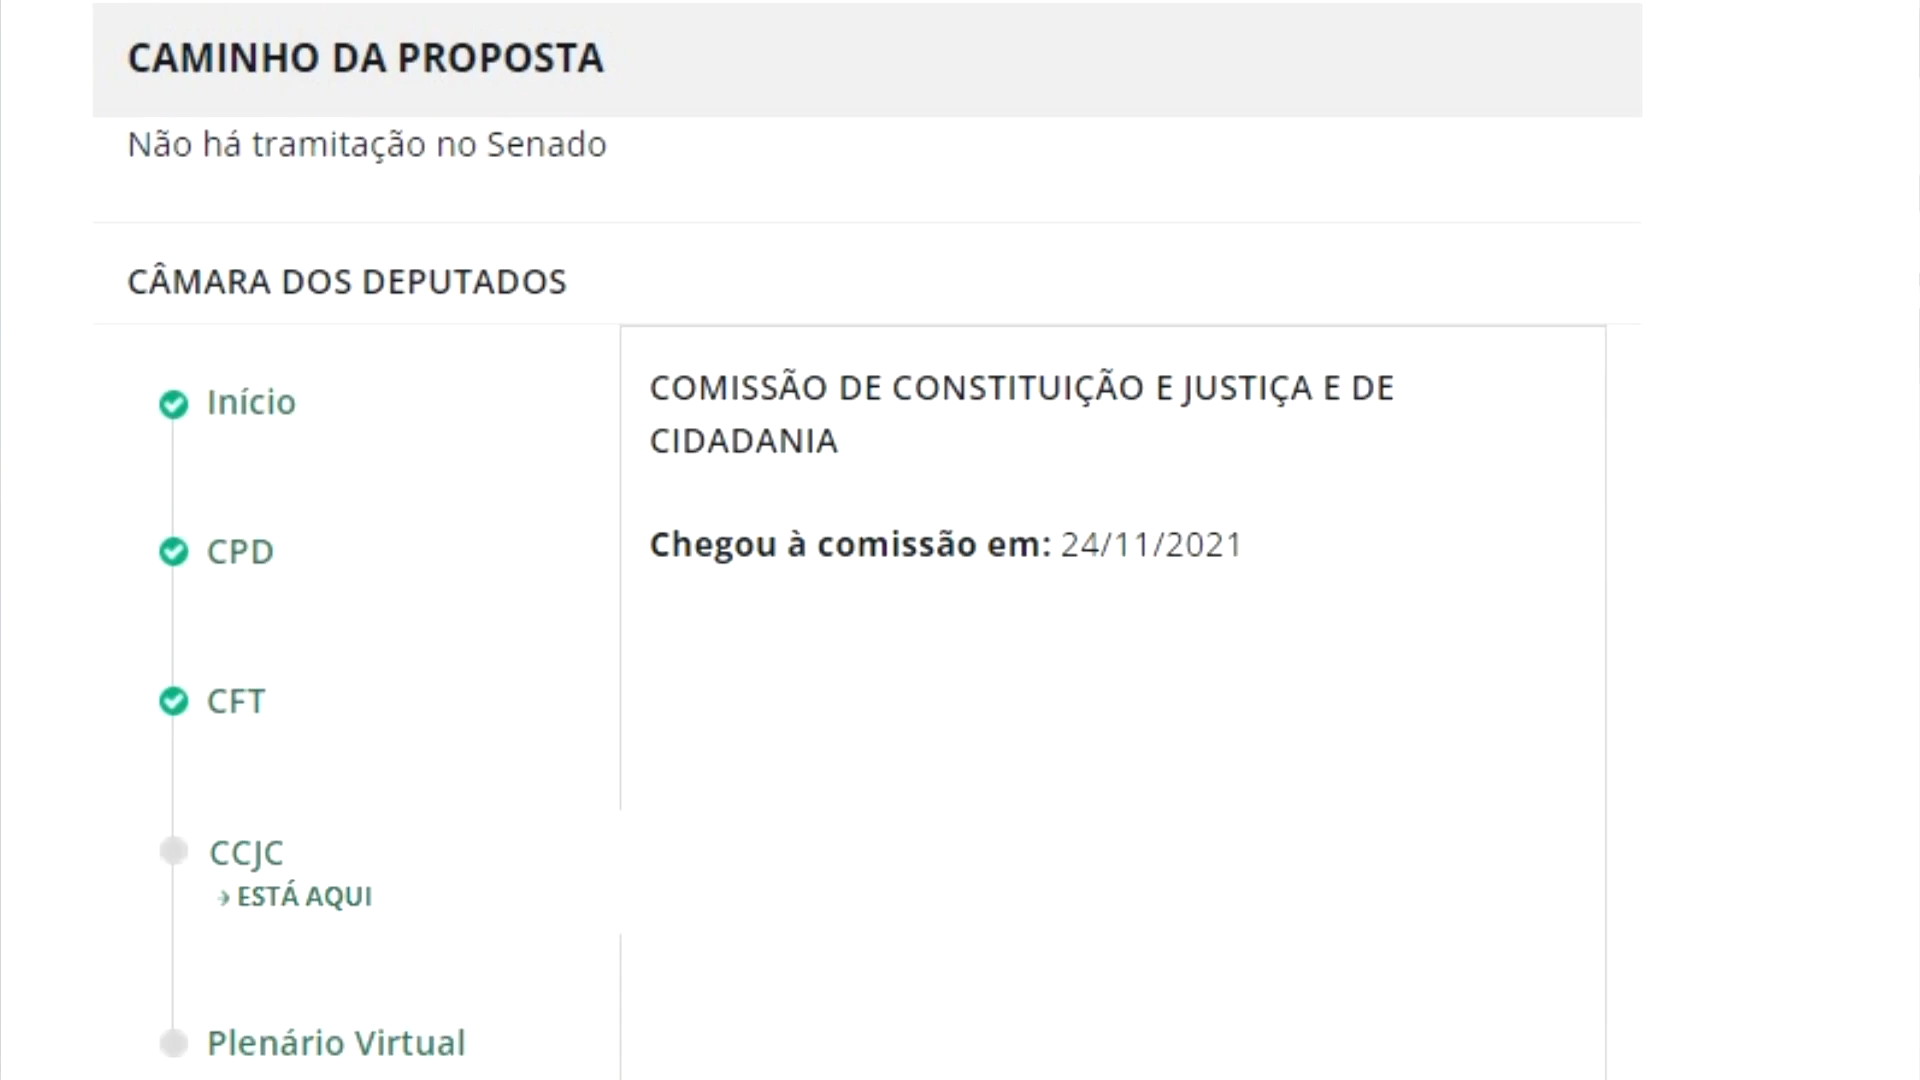 CAMINHO DA PROPOSTA
Não há tramitação no Senado
CÂMARA DOS DEPUTADOS
Início
CPD
CFT
CCJC
ESTÁ AQUI
Plenário Virtual
COMISSÃO DE CONSTITUIÇÃO E JUSTIÇA E DE
CIDADANIA
Chegou à comissão em: 24/11/2021